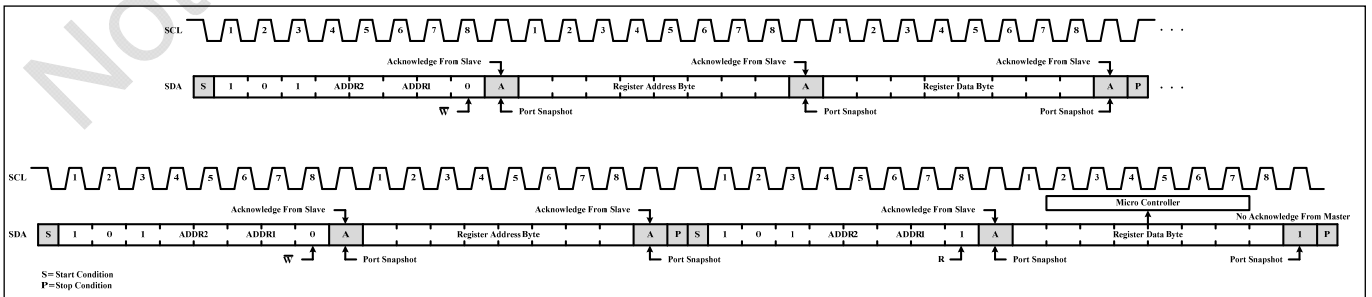 Not
SCL 1 2 3 4 5 6 7 8 1 2 3 4 5 6 7 8 1 2 3 4 5 6 7 8 . . .
Acknowledge From Slave Acknowledge From Slave Acknowledge From Slave
SDA S 1 0 1 ADDR2 ADDR1 0 A Register Address Byte A Register Data Byte A P . . .
W Port Snapshot Port Snapshot Port Snapshot
SCL 1 2 3 4 5 6 7 8 1 2 3 4 5 6 7 8 1 2 3 4 5 6 7 8 1 2 3 4 5 6 7 8
Micro Controller
Acknowledge From Slave Acknowledge From Slave Acknowledge From Slave No Acknowledge From Master
SDA S 1 0 1 ADDR2 ADDR1 0 A Register Address Byte A P S 1 0 1 ADDR2 ADDR1 1 A Register Data Byte 1 P
W Port Snapshot Port Snapshot R Port Snapshot Port Snapshot
S= Start Condition
P=Stop Condition